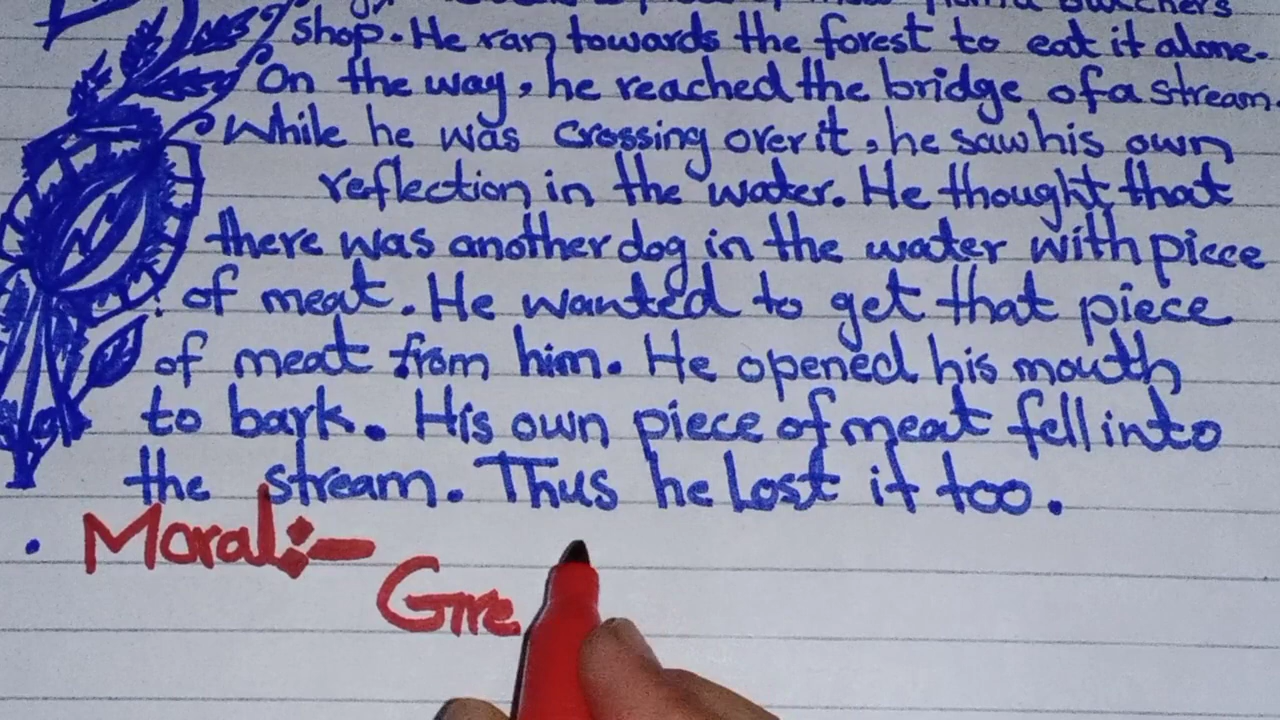 Butchers
shop. He ran towards the forest to eat it alone.
On the way, he reached the bridge of a stream.
While he was crossing over it, he saw his own
reflection in the water. He thought that
there was another dog in the water with piece
of meat. He wanted to get that piece
of meat from him. He opened his mouth
to bark. His own piece of meat fell into
the stream. Thus he lost it too.
Moral:-
Gre